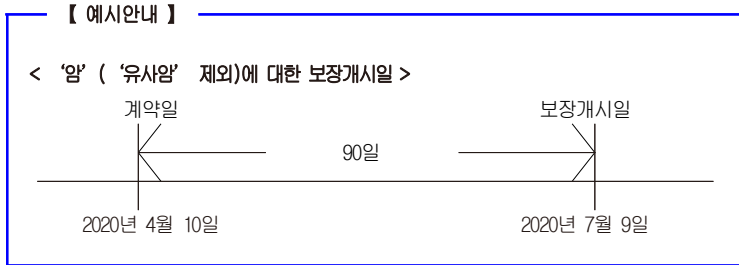 【 예시안내 】
< ‘암’ ( ‘유사암’ 제외)에 대한 보장개시일 >
계약일 보장개시일
90일
2020년 4월 10일 2020년 7월 9일